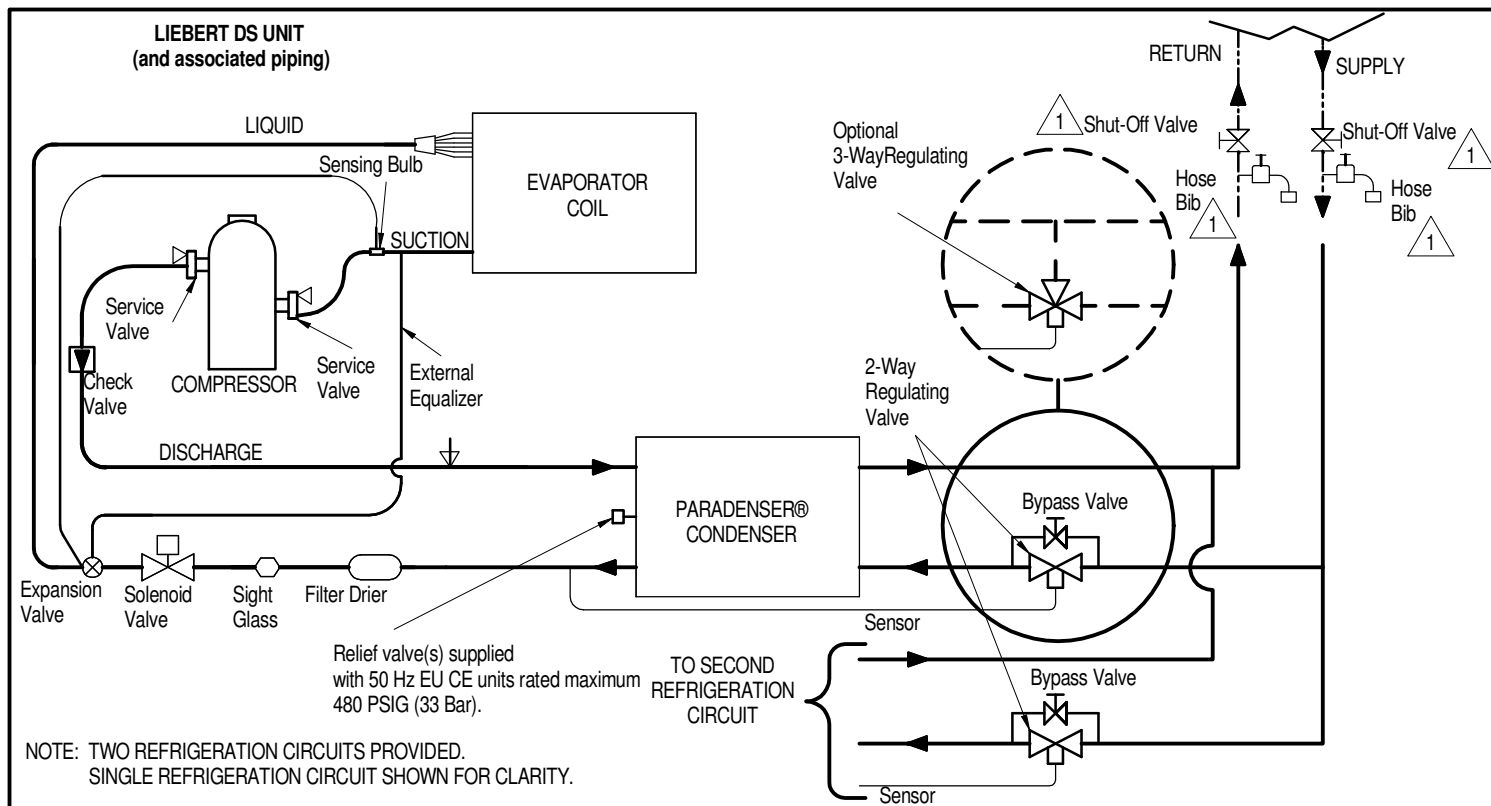 LIEBERT DS UNIT
(and associated piping)
RETURN
SUPPLY
LIQUID
Sensing Bulb
EVAPORATOR
COIL
SUCTION
Optional
3-WayRegulating
Valve
1
Shut-Off Valve
Shut-Off Valve
1
Hose
Bib
1
Hose
Bib
1
Service
Valve
Service
Valve
COMPRESSOR
Check
Valve
External
Equalizer
2-Way
Regulating
Valve
DISCHARGE
PARADENSER®
CONDENSER
Bypass Valve
Expansion
Valve
Solenoid
Valve
Sight
Glass
Filter Drier
Sensor
Relief valve(s) supplied
with 50 Hz EU CE units rated maximum
480 PSIG (33 Bar).
TO SECOND
REFRIGERATION
CIRCUIT
Bypass Valve
Sensor
NOTE: TWO REFRIGERATION CIRCUITS PROVIDED.
SINGLE REFRIGERATION CIRCUIT SHOWN FOR CLARITY.